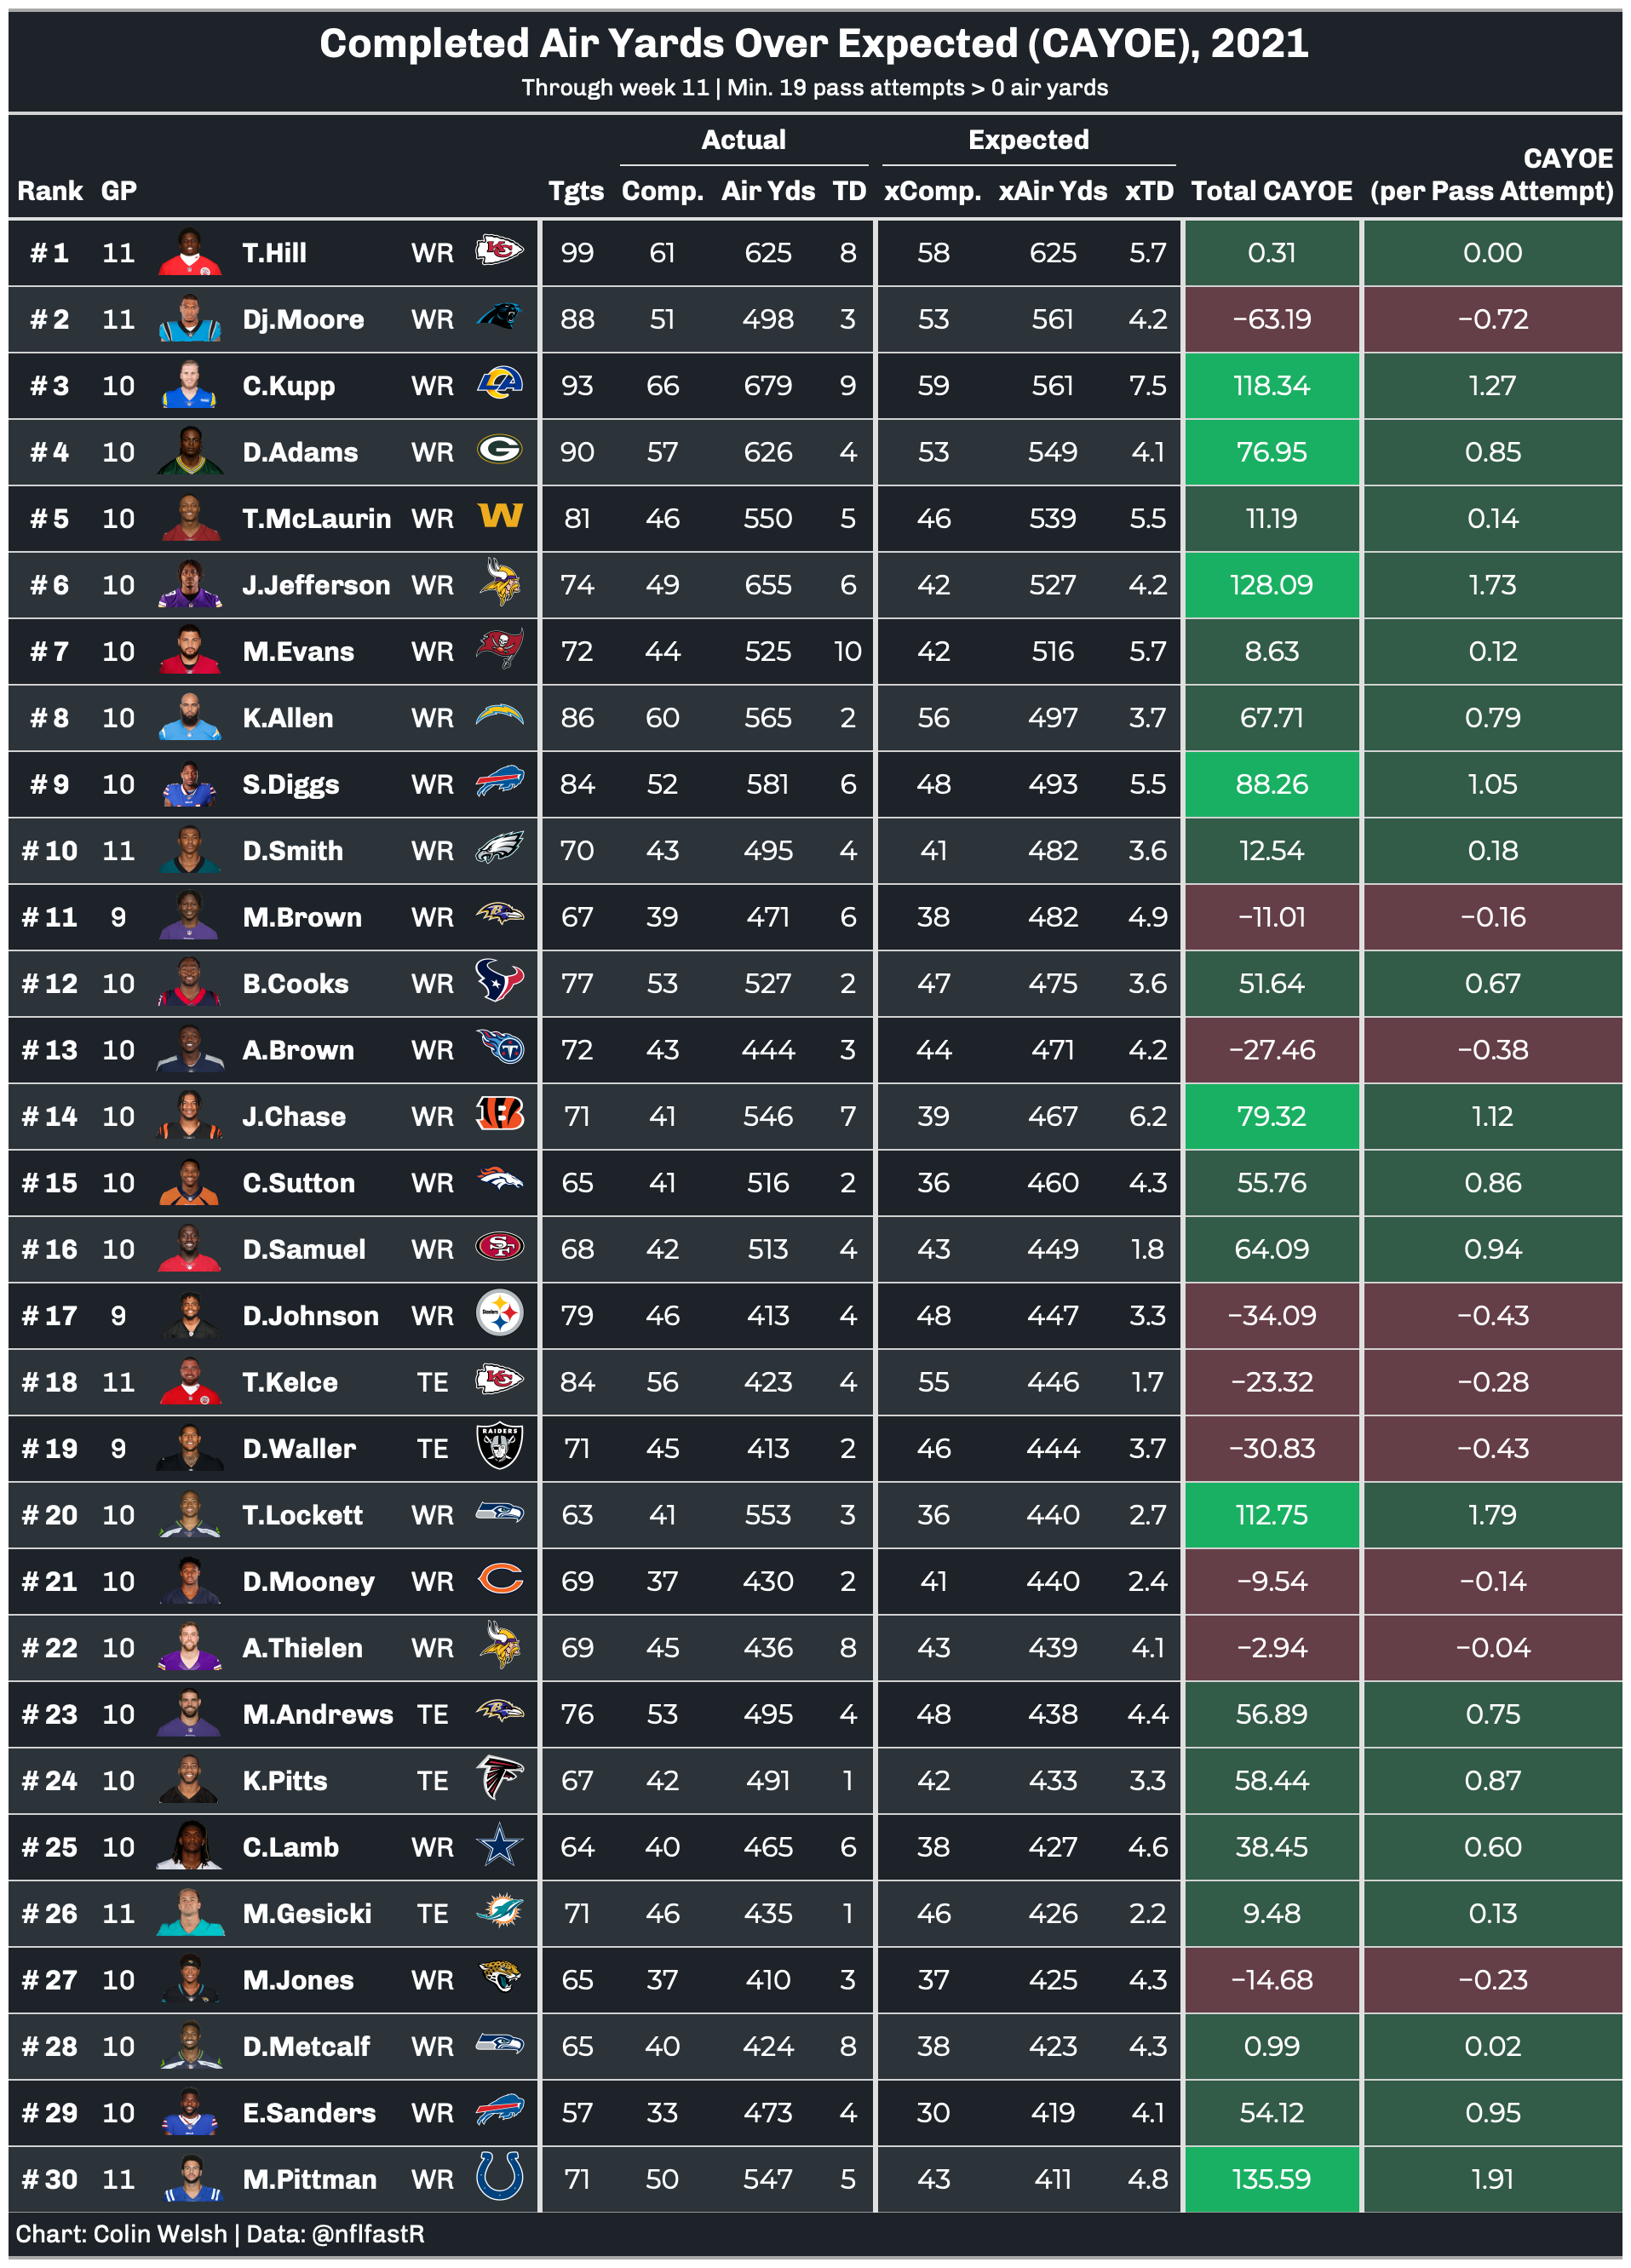 Completed Air Yards Over Expected (CAYOE), 2021
Through week 11 | Min. 19 pass attempts > 0 air yards
Actual Expected
CAYOE
Rank GP Tgts Comp. Air Yds TD xComp. xAir Yds xTD Total CAYOE (per Pass Attempt)
# 1 11 T.Hill WR 99 61 625 8 58 625 5.7 0.31 0.00
# 2 11 Dj.Moore WR 88 51 498 3 53 561 4.2 −63.19 −0.72
# 3 10 C.Kupp WR 93 66 679 9 59 561 7.5 118.34 1.27
# 4 10 D.Adams WR 90 57 626 4 53 549 4.1 76.95 0.85
# 5 10 T.McLaurin WR 81 46 550 5 46 539 5.5 11.19 0.14
# 6 10 J.Jefferson WR 74 49 655 6 42 527 4.2 128.09 1.73
# 7 10 M.Evans WR 72 44 525 10 42 516 5.7 8.63 0.12
# 8 10 K.Allen WR 86 60 565 2 56 497 3.7 67.71 0.79
# 9 10 S.Diggs WR 84 52 581 6 48 493 5.5 88.26 1.05
# 10 11 D.Smith WR 70 43 495 4 41 482 3.6 12.54 0.18
# 11 9 M.Brown WR 67 39 471 6 38 482 4.9 −11.01 −0.16
# 12 10 B.Cooks WR 77 53 527 2 47 475 3.6 51.64 0.67
# 13 10 A.Brown WR 72 43 444 3 44 471 4.2 −27.46 −0.38
# 14 10 J.Chase WR 71 41 546 7 39 467 6.2 79.32 1.12
# 15 10 C.Sutton WR 65 41 516 2 36 460 4.3 55.76 0.86
# 16 10 D.Samuel WR 68 42 513 4 43 449 1.8 64.09 0.94
# 17 9 D.Johnson WR 79 46 413 4 48 447 3.3 −34.09 −0.43
# 18 11 T.Kelce TE 84 56 423 4 55 446 1.7 −23.32 −0.28
# 19 9 D.Waller TE RAIDERS 71 45 413 2 46 444 3.7 −30.83 −0.43
# 20 10 T.Lockett WR 63 41 553 3 36 440 2.7 112.75 1.79
# 21 10 D.Mooney WR 69 37 430 2 41 440 2.4 −9.54 −0.14
# 22 10 A.Thielen WR 69 45 436 8 43 439 4.1 −2.94 −0.04
# 23 10 M.Andrews TE 76 53 495 4 48 438 4.4 56.89 0.75
# 24 10 K.Pitts TE 67 42 491 1 42 433 3.3 58.44 0.87
# 25 10 C.Lamb WR 64 40 465 6 38 427 4.6 38.45 0.60
# 26 11 M.Gesicki TE 71 46 435 1 46 426 2.2 9.48 0.13
# 27 10 M.Jones WR 65 37 410 3 37 425 4.3 −14.68 −0.23
# 28 10 D.Metcalf WR 65 40 424 8 38 423 4.3 0.99 0.02
# 29 10 E.Sanders WR 57 33 473 4 30 419 4.1 54.12 0.95
# 30 11 M.Pittman WR 71 50 547 5 43 411 4.8 135.59 1.91
Chart: Colin Welsh | Data: @nflfastR